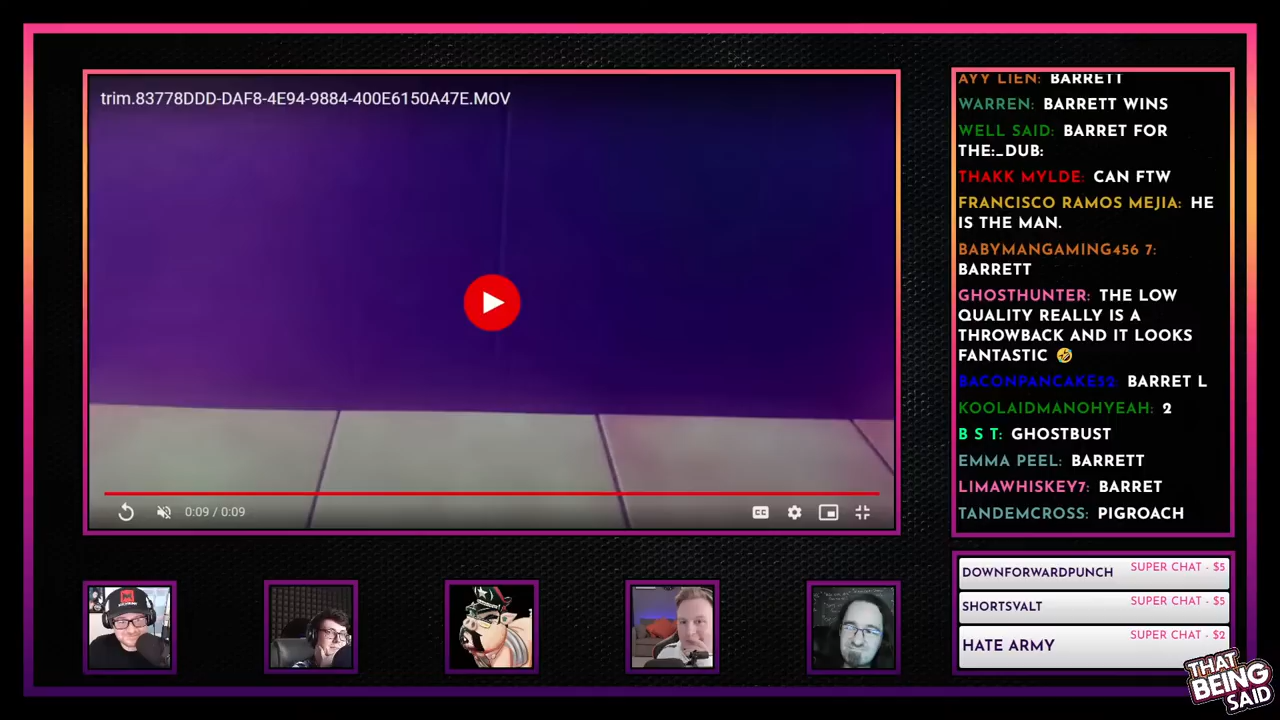 trim.83778DDD-DAF8-4E94-9884-400E6150A47E.MOV
0:09 / 0:09
CC
AYY LIEN: BARRETT
WARREN: BARRETT WINS
WELL SAID: BARRET FOR
THE:_DUB:
THAKK MYLDE: CAN FTW
FRANCISCO RAMOS MEJIA: HE
IS THE MAN.
BABYMANGAMING456 7:
BARRETT
GHOSTHUNTER: THE LOW
QUALITY REALLY IS A
THROWBACK AND IT LOOKS
FANTASTIC 🤣
BACONPANCAKE52: BARRET L
KOOLAIDMANOHYEAH: 2
B S T: GHOSTBUST
EMMA PEEL: BARRETT
LIMAWHISKEY7: BARRET
TANDEMCROSS: PIGROACH
DOWNFORWARDPUNCH SUPER CHAT - $5
SHORTSVALT SUPER CHAT - $5
HATE ARMY SUPER CHAT - $2
THAT
BEING
SAID